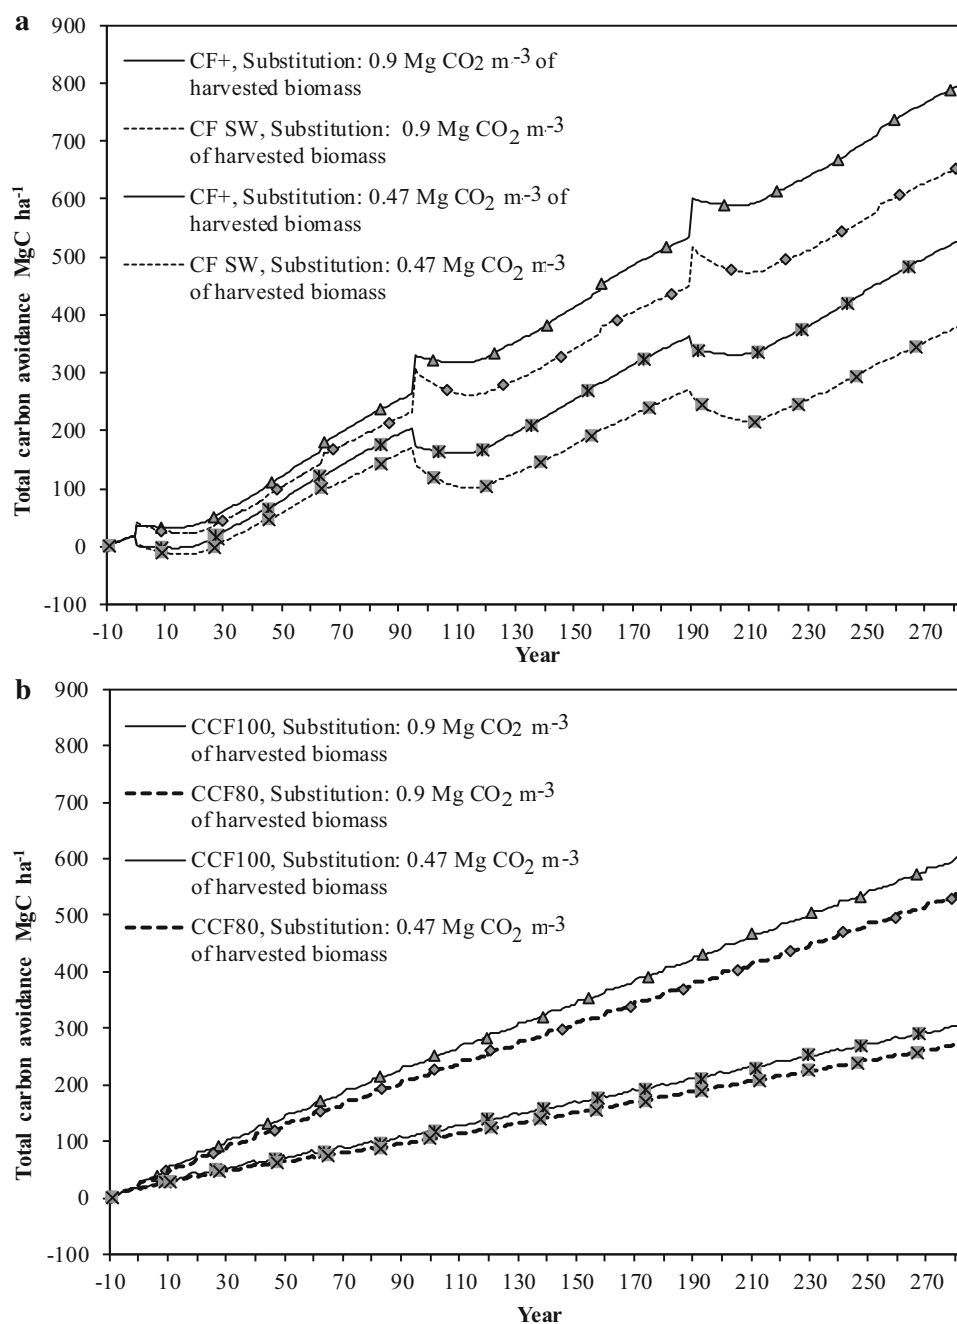 a
900
800
700
600
500
400
300
200
100
0
-100
Total carbon avoidance MgC ha-1
CF+, Substitution: 0.9 Mg CO2 m-3 of
harvested biomass
CF SW, Substitution: 0.9 Mg CO2 m-3
of harvested biomass
CF+, Substitution: 0.47 Mg CO2 m-3 of
harvested biomass
CF SW, Substitution: 0.47 Mg CO2 m-3
of harvested biomass
-10 10 30 50 70 90 110 130 150 170 190 210 230 250 270
Year
b
900
800
700
600
500
400
300
200
100
0
-100
Total carbon avoidance MgC ha-1
CCF100, Substitution: 0.9 Mg CO2 m-3
of harvested biomass
CCF80, Substitution: 0.9 Mg CO2 m-3
of harvested biomass
CCF100, Substitution: 0.47 Mg CO2 m-3
of harvested biomass
CCF80, Substitution: 0.47 Mg CO2 m-3
of harvested biomass
-10 10 30 50 70 90 110 130 150 170 190 210 230 250 270
Year